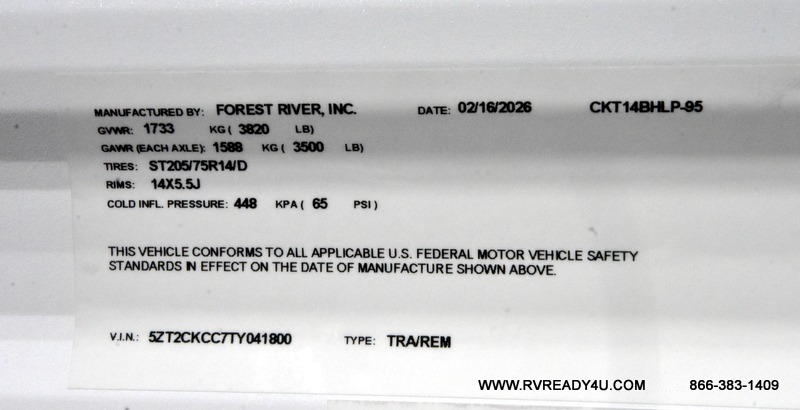 MANUFACTURED BY: FOREST RIVER, INC. DATE: 02/16/2026 CKT14BHLP-95
GVWR: 1733 KG ( 3820 LB)
GAWR (EACH AXLE): 1588 KG ( 3500 LB)
TIRES: ST205/75R14/D
RIMS: 14X5.5J
COLD INFL. PRESSURE: 448 KPA ( 65 PSI )
THIS VEHICLE CONFORMS TO ALL APPLICABLE U.S. FEDERAL MOTOR VEHICLE SAFETY
STANDARDS IN EFFECT ON THE DATE OF MANUFACTURE SHOWN ABOVE.
V.I.N.: 5ZT2CKCC7TY041800 TYPE: TRA/REM
WWW.RVREADY4U.COM 866-383-1409